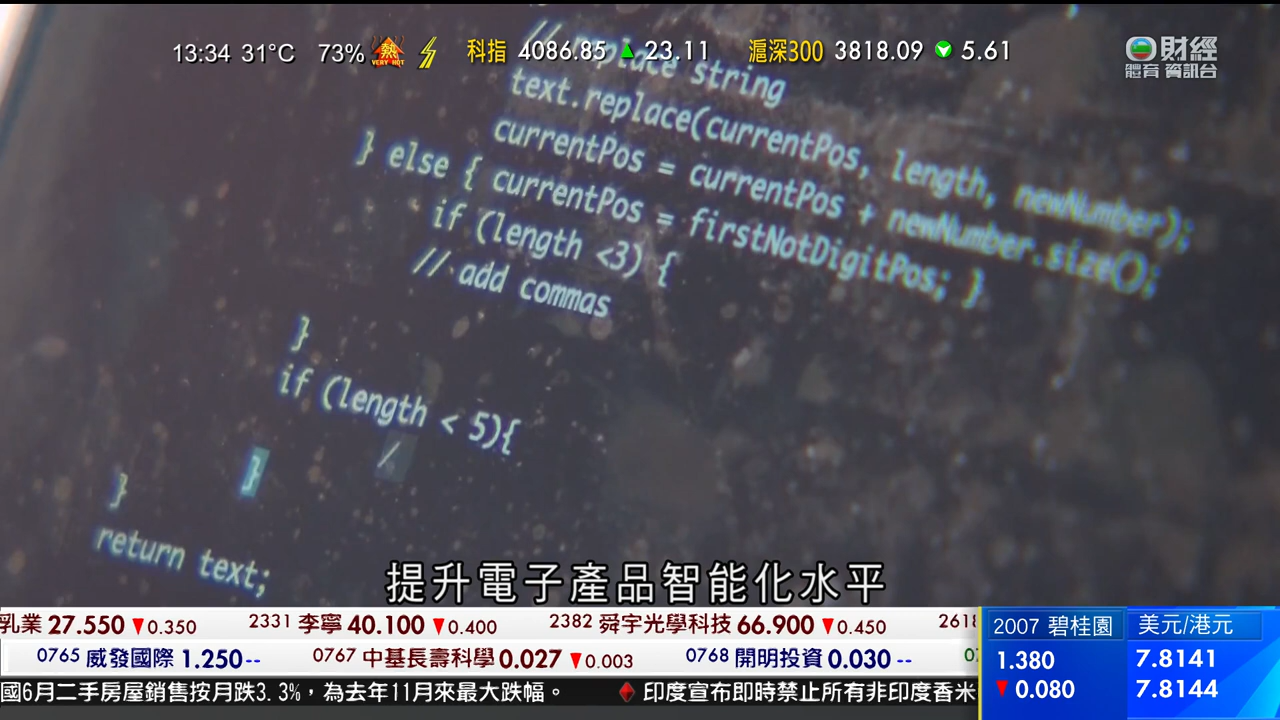 13:34 31°C 73% 熱 VERY HOT 科指 4086.85 ▲ 23.11 滬深300 3818.09 ▼ 5.61
財經
體育 資訊台
// replace string
text.replace(currentPos, length, newNumber);
currentPos = currentPos + newNumber.size();
} else { currentPos = firstNotDigitPos; }
if (length <3) {
// add commas
}
if (length < 5){
/
}
}
return text;
提升電子產品智能化水平
乳業 27.550 ▼0.350 2331 李寧 40.100 ▼0.400 2382 舜宇光學科技 66.900 ▼0.450 2618
0765 威發國際 1.250-- 0767 中基長壽科學 0.027 ▼0.003 0768 開明投資 0.030 --
國6月二手房屋銷售按月跌3.3%，為去年11月來最大跌幅。 ◆ 印度宣布即時禁止所有非印度香米
2007 碧桂園
1.380
▼ 0.080
美元/港元
7.8141
7.8144